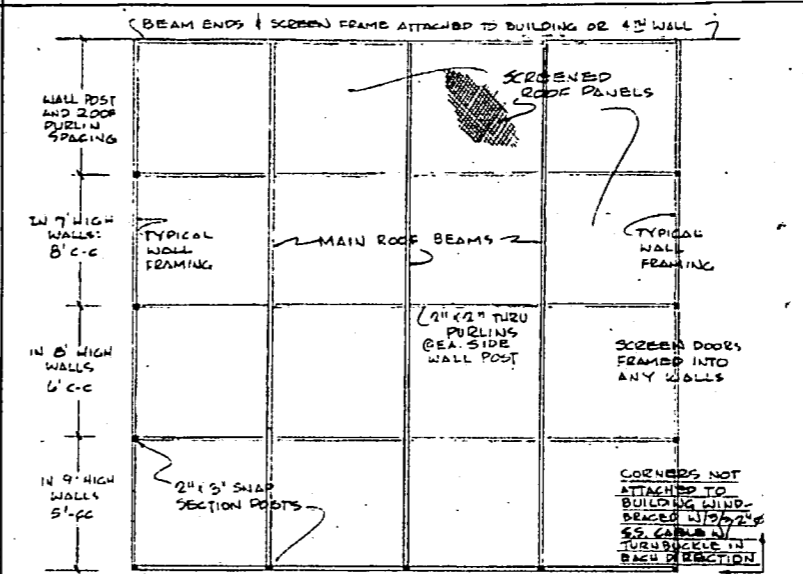 BEAM ENDS & SCREEN FRAME ATTACHED TO BUILDING OR 4TH WALL
SCREENED
ROOF PANELS
WALL POST
AND ROOF
PURLIN
SPACING
IN 7' HIGH
WALLS:
8' C-C
TYPICAL
WALL
FRAMING
MAIN ROOF BEAMS
TYPICAL
WALL
FRAMING
2" x 2" THRU
PURLINS
@ EA. SIDE
WALL POST
IN 8' HIGH
WALLS
6' C-C
SCREEN DOORS
FRAMED INTO
ANY WALLS
IN 9' HIGH
WALLS
5'-CC
2" x 3" SNAP
SECTION POSTS
CORNERS NOT
ATTACHED TO
BUILDING WIND-
BRACED W/ 3/32" ø
S.S. CABLE W/
TURNBUCKLE IN
EACH DIRECTION